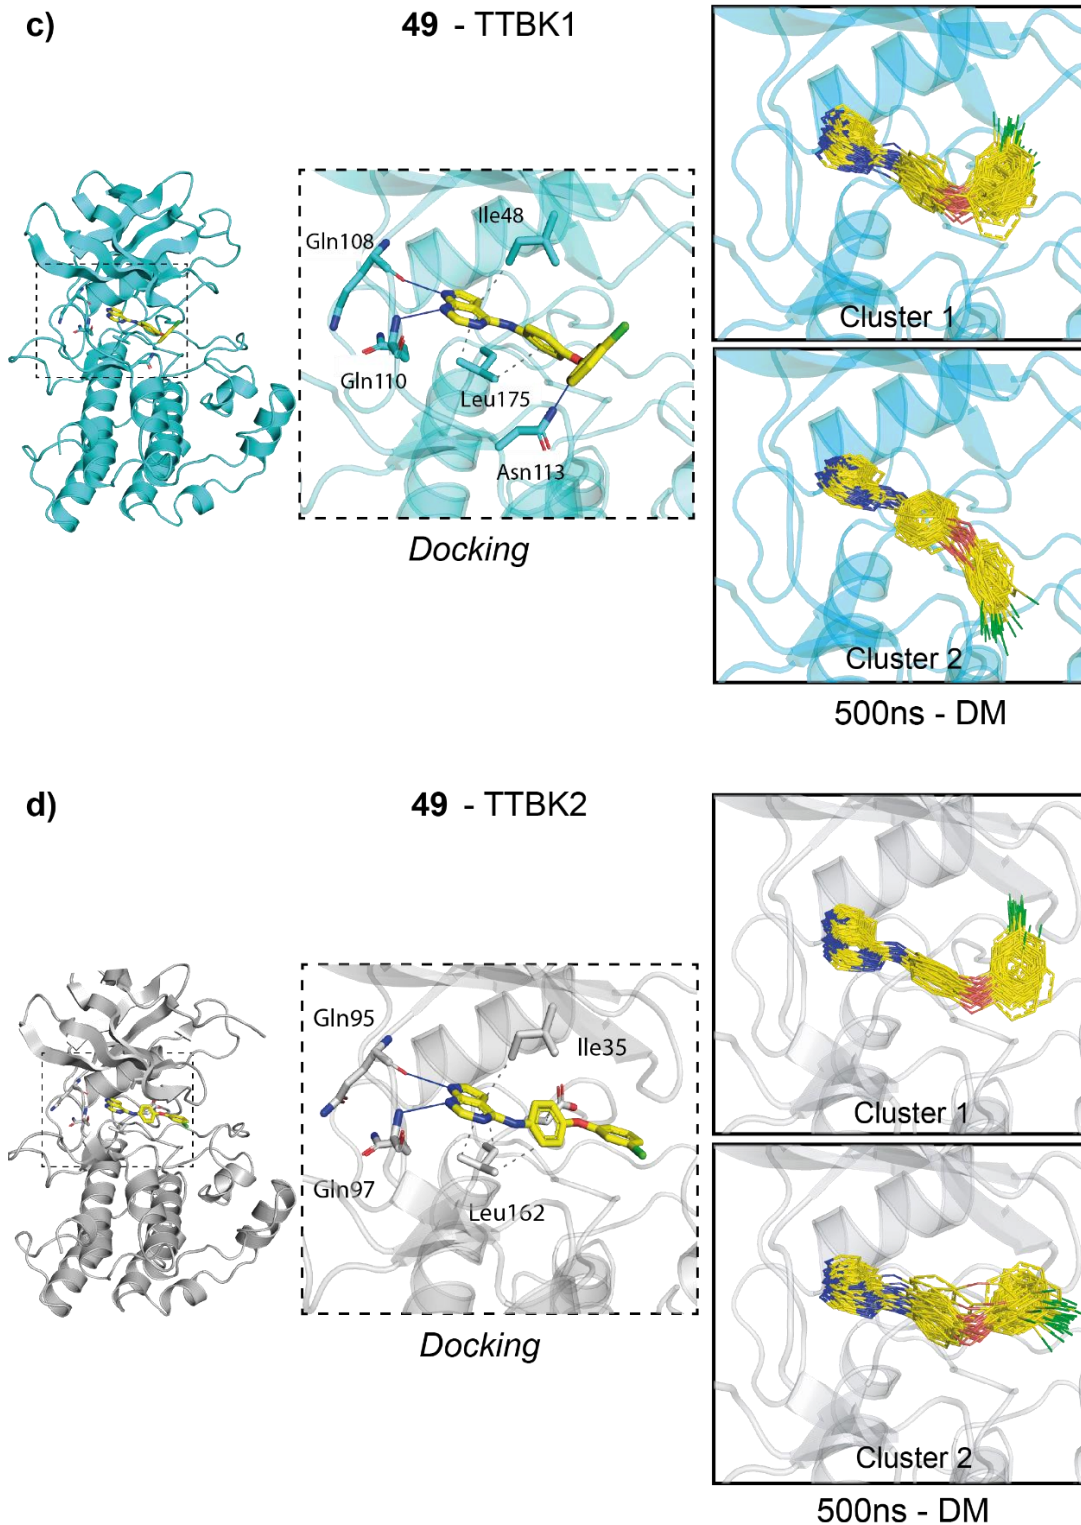 c)
49 - TTBK1
Ile48
Gln108
Gln110
Leu175
Asn113
Docking
Cluster 1
Cluster 2
500ns - DM
d)
49 - TTBK2
Gln95
Ile35
Gln97
Leu162
Docking
Cluster 1
Cluster 2
500ns - DM